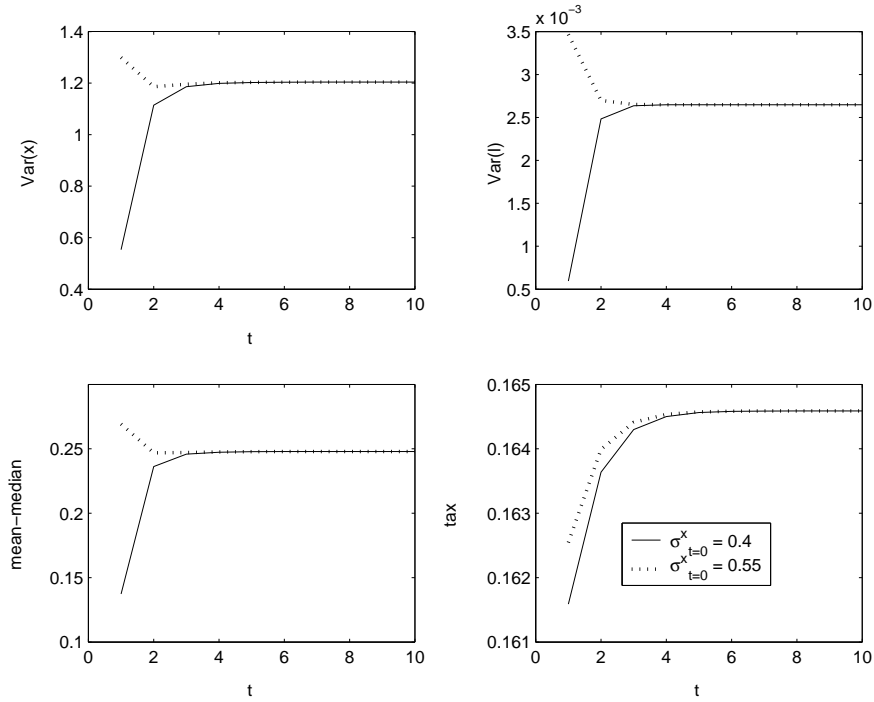 Var(x)
1.4
1.2
1
0.8
0.6
0.4
0 2 4 6 8 10
t
x 10⁻³
Var(l)
3.5
3
2.5
2
1.5
1
0.5
0 2 4 6 8 10
mean−median
0.25
0.2
0.15
0.1
0 2 4 6 8 10
t
tax
0.165
0.164
0.163
0.162
0.161
0 2 4 6 8 10
t
σˣₜ₌₀ = 0.4
σˣₜ₌₀ = 0.55